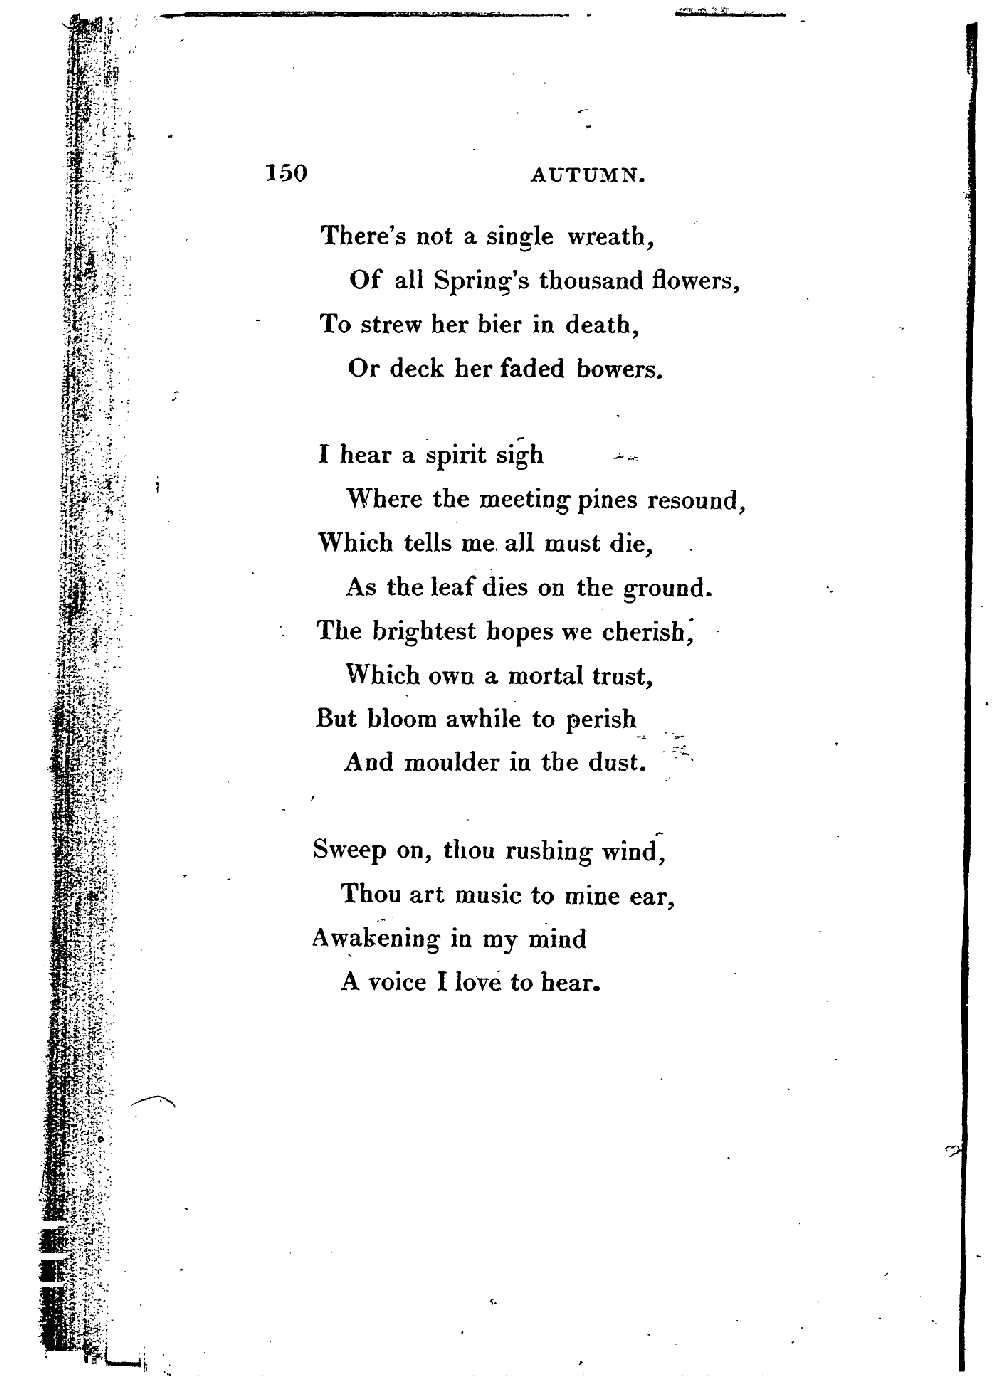 150 AUTUMN.
There's not a single wreath,
Of all Spring's thousand flowers,
To strew her bier in death,
Or deck her faded bowers.
I hear a spirit sigh
Where the meeting pines resound,
Which tells me all must die,
As the leaf dies on the ground.
The brightest hopes we cherish,
Which own a mortal trust,
But bloom awhile to perish
And moulder in the dust.
Sweep on, thou rushing wind,
Thou art music to mine ear,
Awakening in my mind
A voice I love to hear.